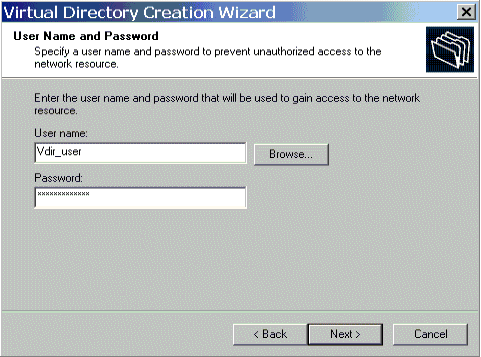 Virtual Directory Creation Wizard
User Name and Password
Specify a user name and password to prevent unauthorized access to the
network resource.
Enter the user name and password that will be used to gain access to the network
resource.
User name:
Vdir_user
Browse...
Password:
*************
< Back
Next >
Cancel